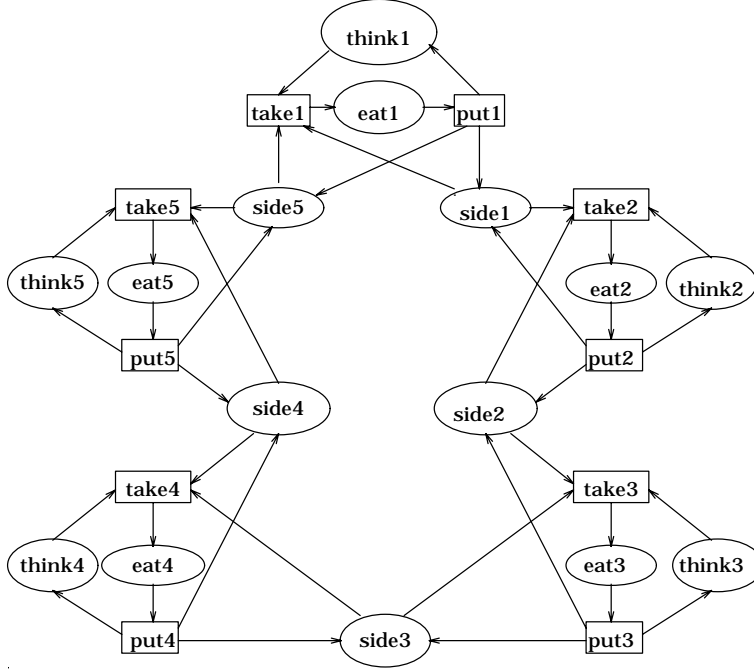 think1
take1
eat1
put1
take5
side5
side1
take2
think5
eat5
eat2
think2
put5
put2
side4
side2
take4
take3
think4
eat4
eat3
think3
put4
side3
put3